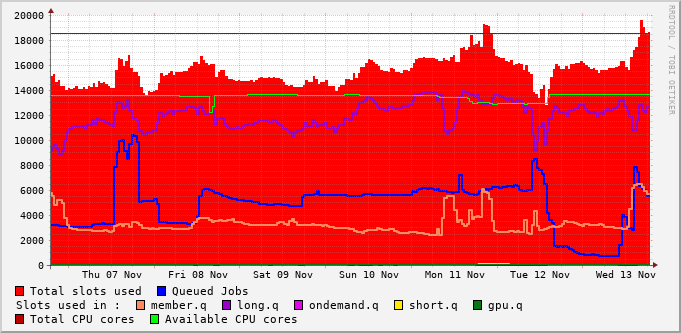 20000
18000
16000
14000
12000
10000
8000
6000
4000
2000
0
Thu 07 Nov Fri 08 Nov Sat 09 Nov Sun 10 Nov Mon 11 Nov Tue 12 Nov Wed 13 Nov
Total slots used Queued Jobs
Slots used in : member.q long.q ondemand.q short.q gpu.q
Total CPU cores Available CPU cores
RRDTOOL / TOBI OETIKER